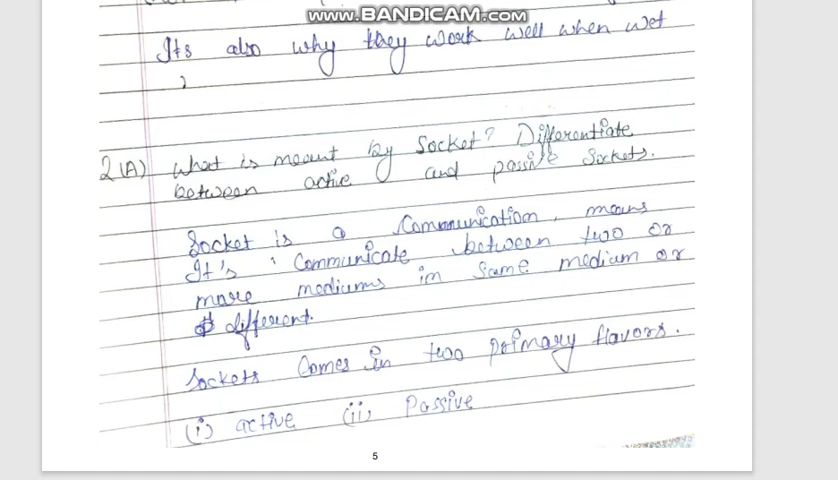 www.BANDICAM.com
Its also why they work well when wet
2(A) What is meant by Socket? Differentiate
between active and passive sockets.
Socket is a Communication, means
It's Communicate between two or
more mediums in same medium or
different.
Sockets Comes in two primary flavors.
(i) active (ii) Passive
5